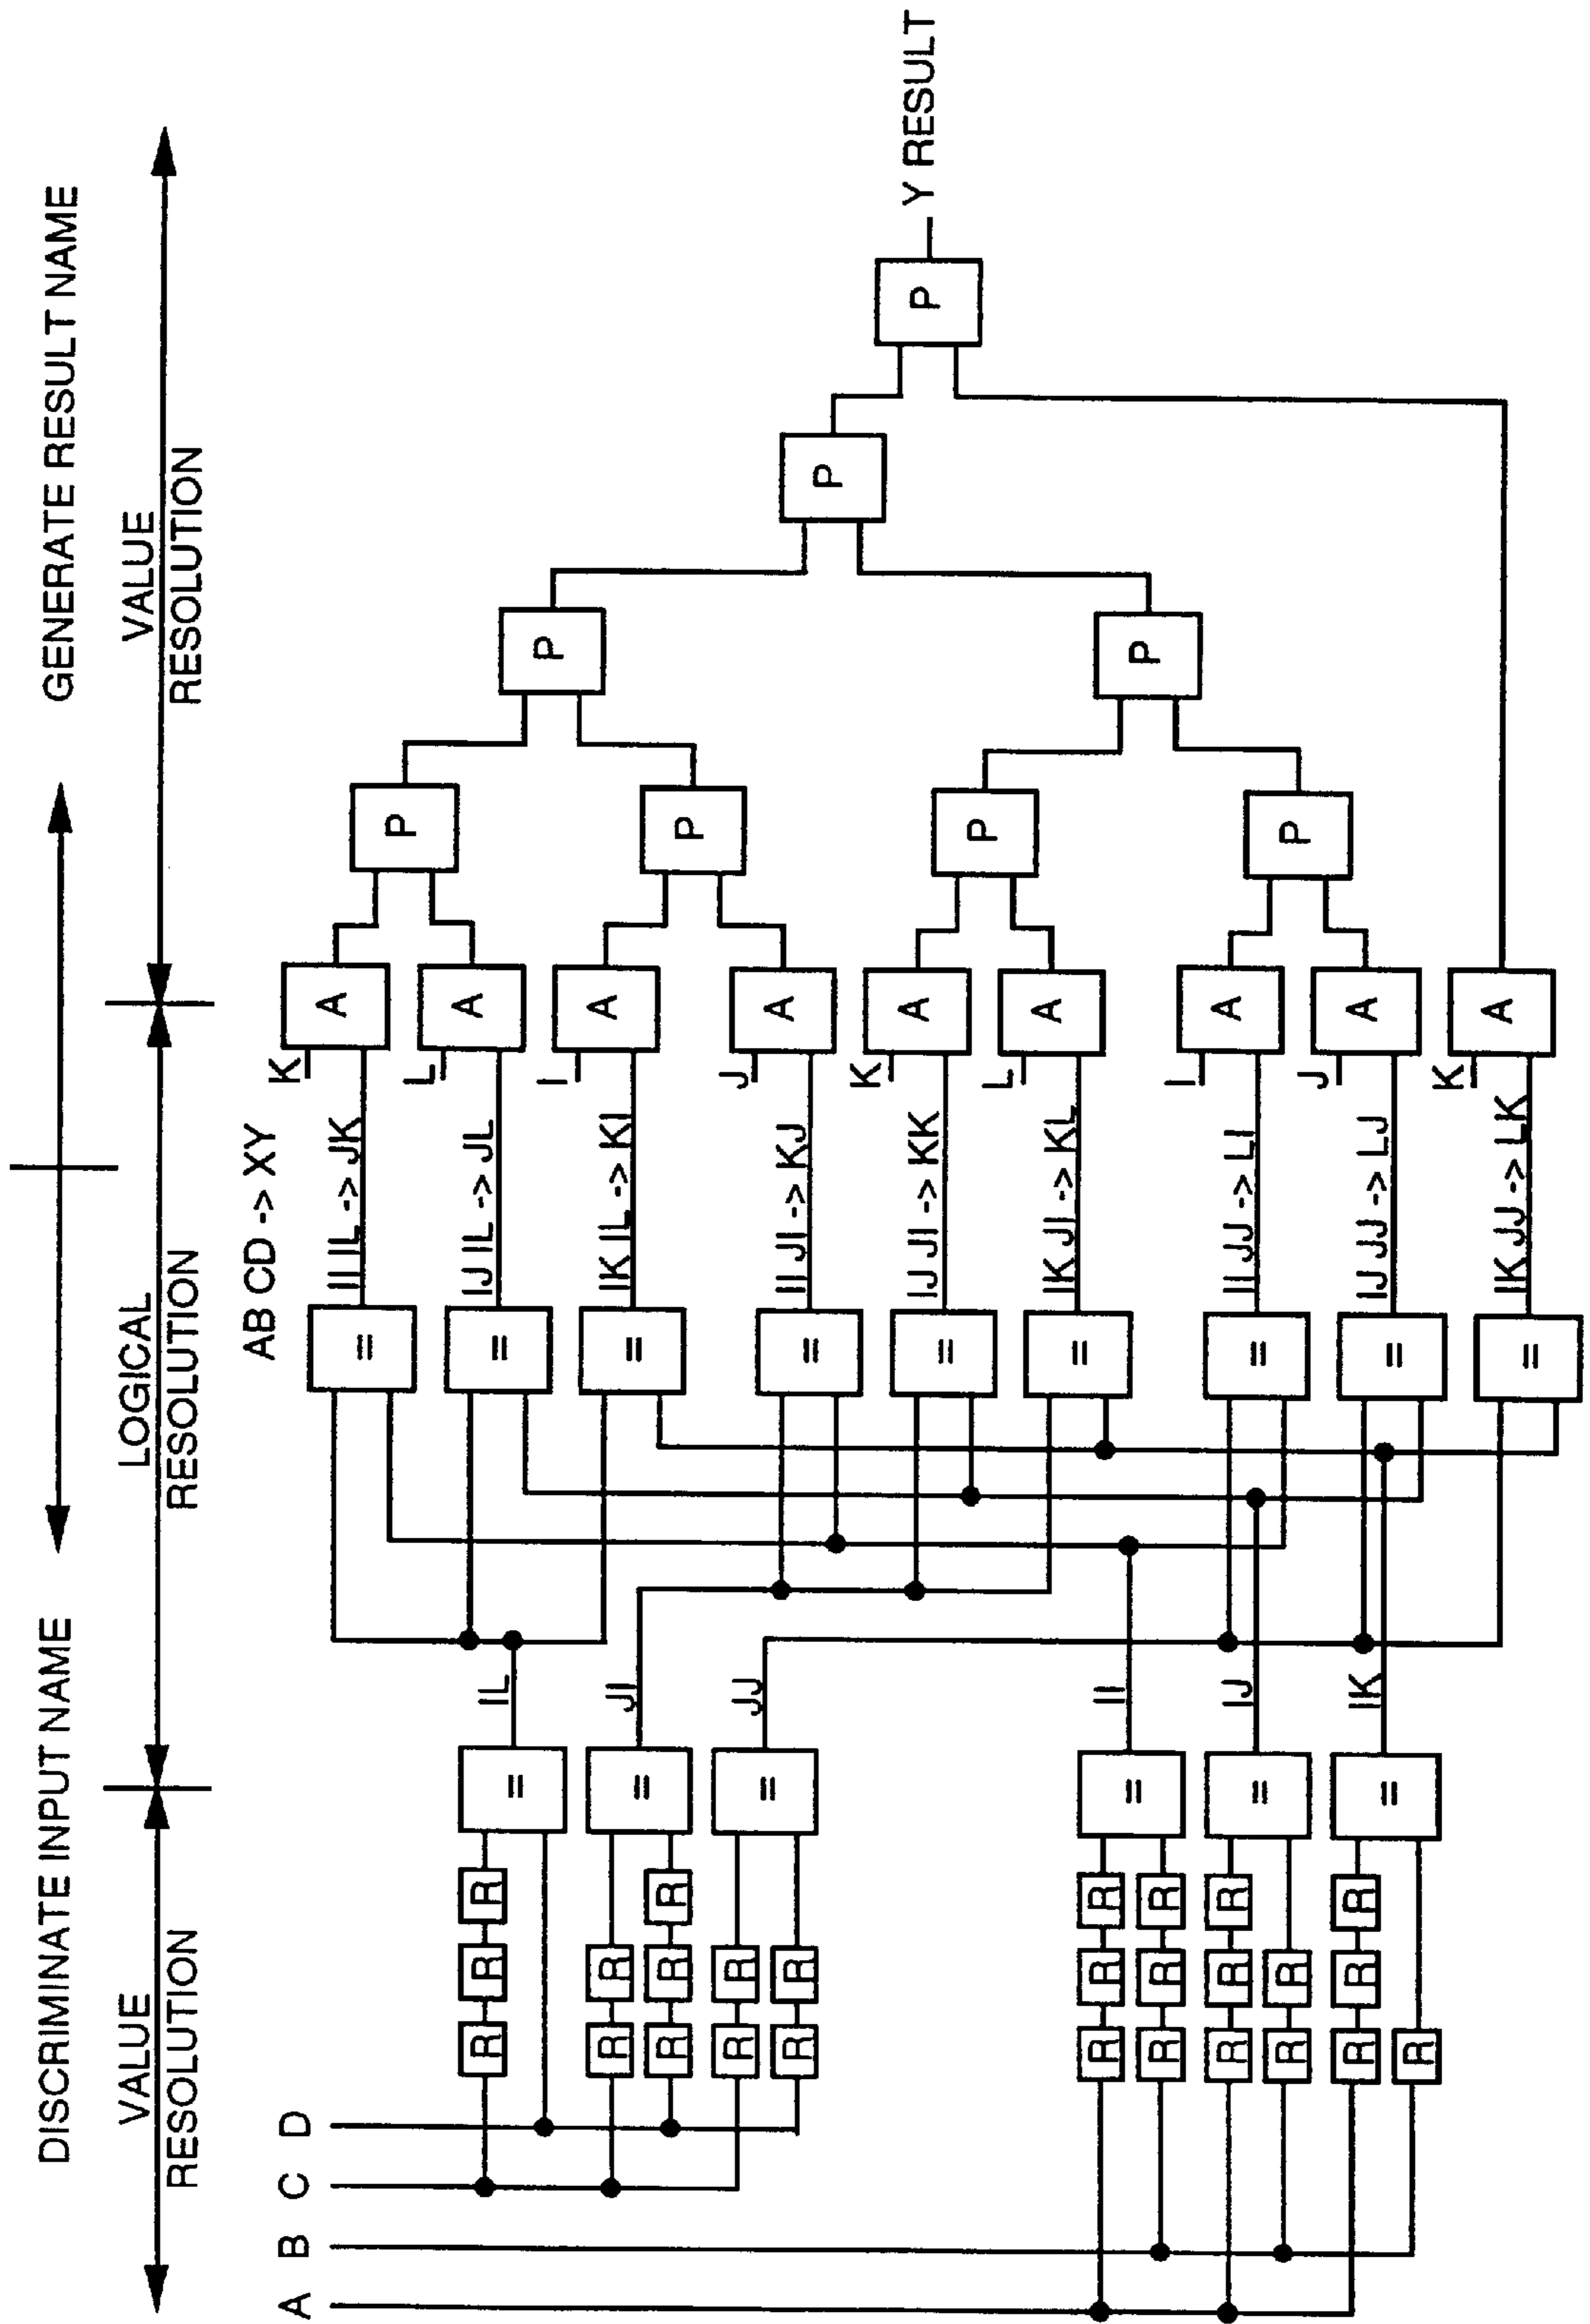 DISCRIMINATE INPUT NAME
GENERATE RESULT NAME
VALUE
RESOLUTION
LOGICAL
RESOLUTION
VALUE
RESOLUTION
AB CD -> XY
A
B
C
D
R R R
=
IL
R R
R R R
=
JI
R R
R R
=
JJ
R R R
R R R
=
II
R R R
R R
=
IJ
R R R
R
=
IK
=
II IL -> JK
K
A
=
IJ IL -> JL
L
A
=
IK IL -> KI
I
A
=
II JI -> KJ
J
A
=
IJ JI -> KK
K
A
=
IK JI -> KL
L
A
=
II JJ -> LI
I
A
=
IJ JJ -> LJ
J
A
=
IK JJ -> LK
K
A
P
P
P
P
P
P
P
P
Y RESULT